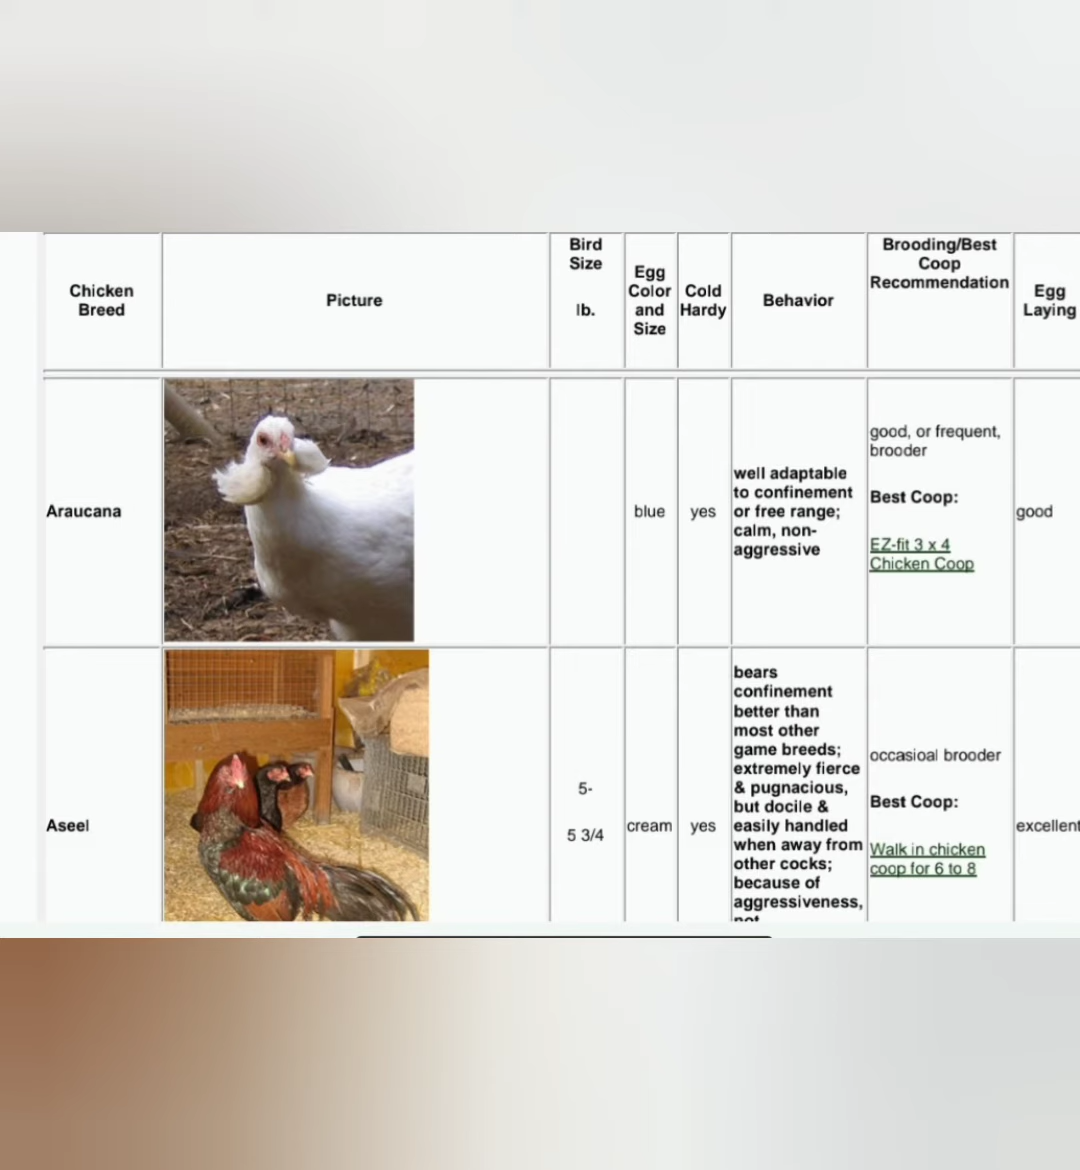 Chicken
Breed
Picture
Bird
Size
lb.
Egg
Color
and
Size
Cold
Hardy
Behavior
Brooding/Best
Coop
Recommendation
Egg
Laying
Araucana
blue
yes
well adaptable
to confinement
or free range;
calm, non-
aggressive
good, or frequent,
brooder
Best Coop:
EZ-fit 3 x 4
Chicken Coop
good
Aseel
5-
5 3/4
cream
yes
bears
confinement
better than
most other
game breeds;
extremely fierce
& pugnacious,
but docile &
easily handled
when away from
other cocks;
because of
aggressiveness,
not
occasioal brooder
Best Coop:
Walk in chicken
coop for 6 to 8
excellent